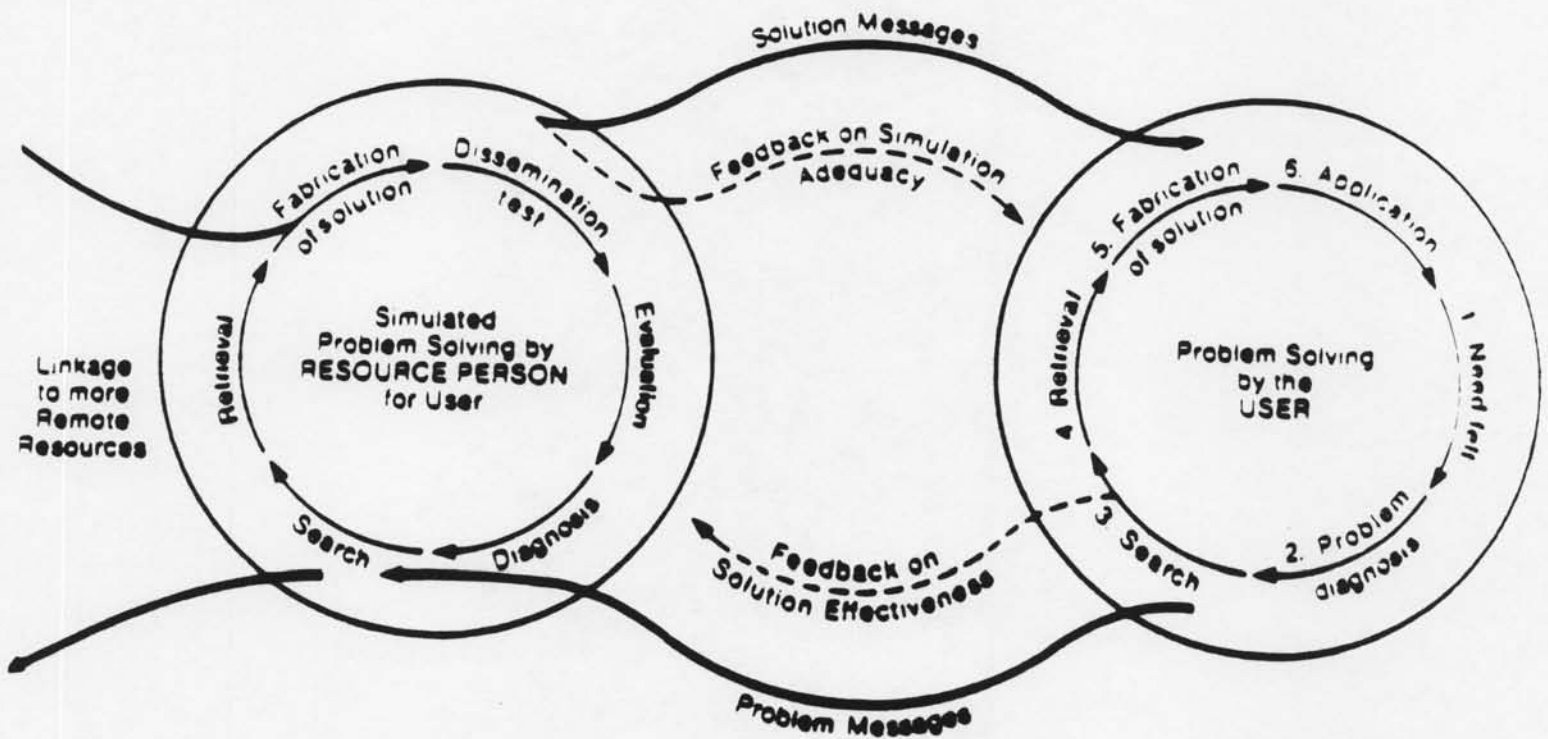 Solution Messages
Feedback on Simulation
Adequacy
Fabrication
of solution
Dissemination
test
Evaluation
Diagnosis
Search
Retrieval
Simulated
Problem Solving by
RESOURCE PERSON
for User
Linkage
to more
Remote
Resources
5. Fabrication
of solution
6. Application
1 Need felt
2. Problem
diagnosis
3. Search
4 Retrieval
Problem Solving
by the
USER
Feedback on
Solution Effectiveness
Problem Messages